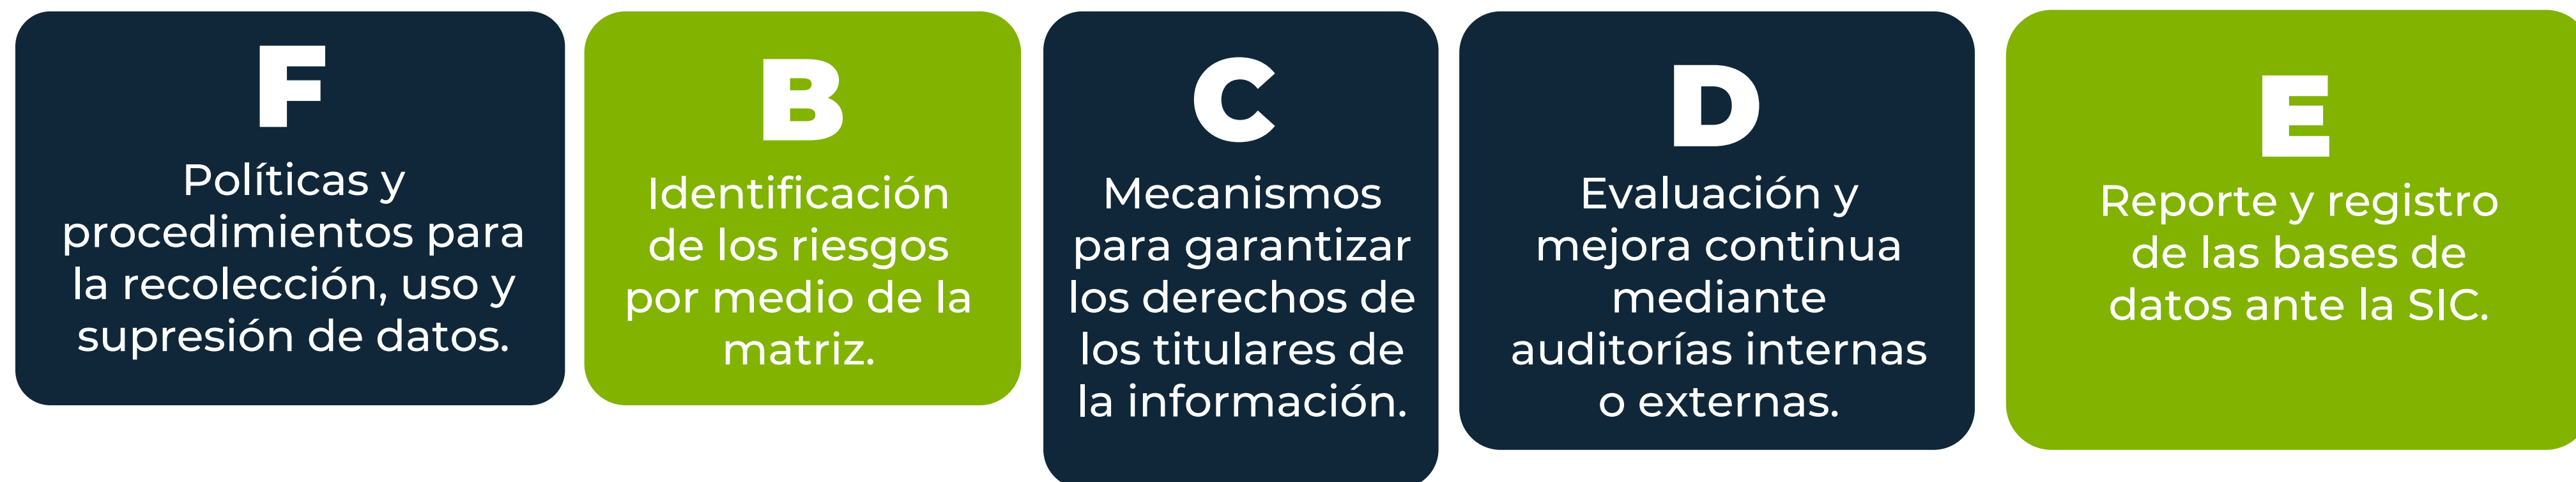 F
Políticas y
procedimientos para
la recolección, uso y
supresión de datos.
B
Identificación
de los riesgos
por medio de la
matriz.
C
Mecanismos
para garantizar
los derechos de
los titulares de
la información.
D
Evaluación y
mejora continua
mediante
auditorías internas
o externas.
E
Reporte y registro
de las bases de
datos ante la SIC.